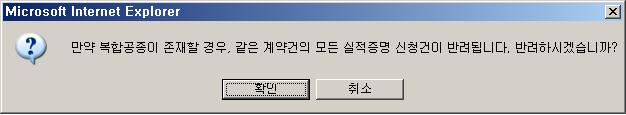 Microsoft Internet Explorer
만약 복합공종이 존재할 경우, 같은 계약건의 모든 실적증명 신청건이 반려됩니다. 반려하시겠습니까?
확인
취소